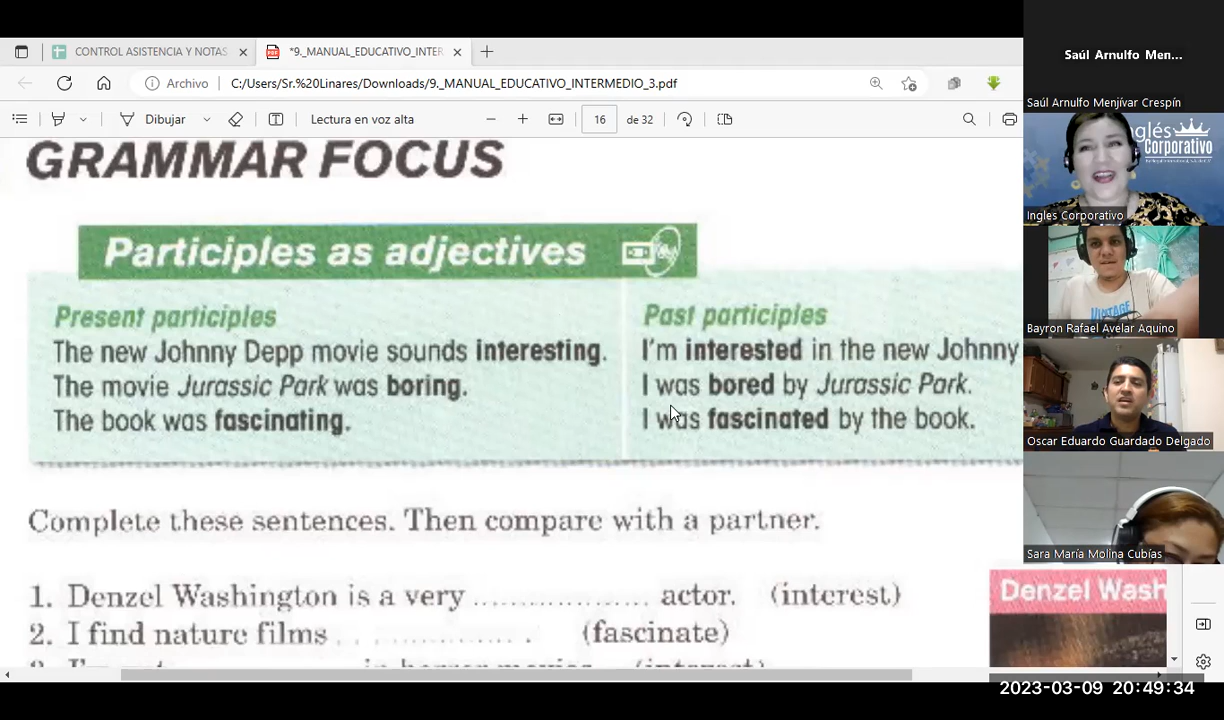 CONTROL ASISTENCIA Y NOTAS
*9._MANUAL_EDUCATIVO_INTER
Archivo
C:/Users/Sr.%20Linares/Downloads/9._MANUAL_EDUCATIVO_INTERMEDIO_3.pdf
Dibujar
Lectura en voz alta
16
de 32
GRAMMAR FOCUS
Participles as adjectives
Present participles
The new Johnny Depp movie sounds interesting.
The movie Jurassic Park was boring.
The book was fascinating.
Past participles
I'm interested in the new Johnny
I was bored by Jurassic Park.
I was fascinated by the book.
Complete these sentences. Then compare with a partner.
1. Denzel Washington is a very .................. actor. (interest)
2. I find nature films .................. (fascinate)
Denzel Wash
Saúl Arnulfo Men...
Saúl Arnulfo Menjívar Crespín
Inglés
Corporativo
Ingles Corporativo
VINTAGE
Bayron Rafael Avelar Aquino
Oscar Eduardo Guardado Delgado
Sara María Molina Cubías
2023-03-09 20:49:34